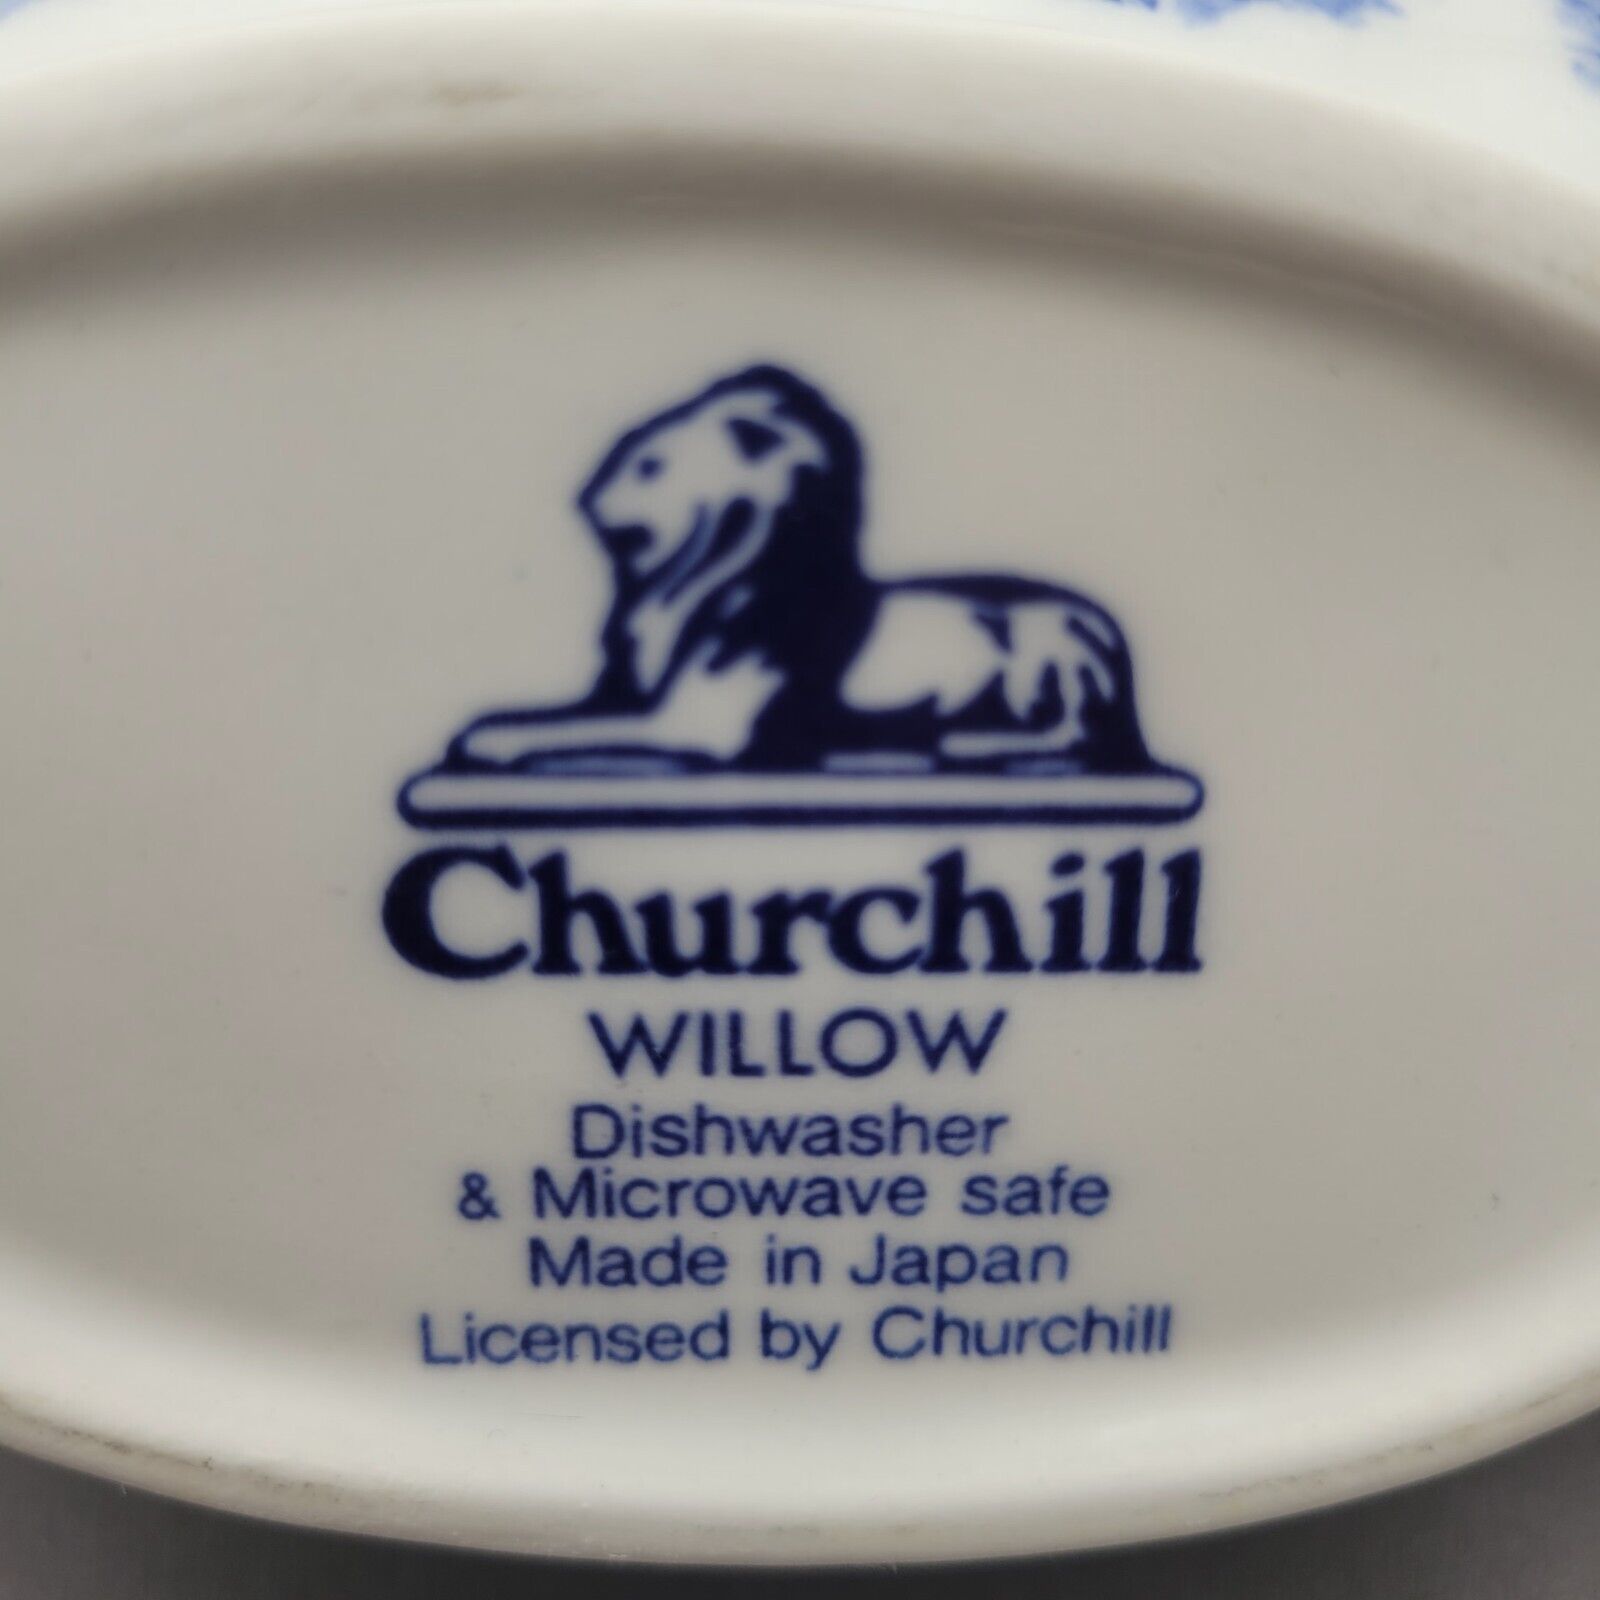 Churchill
WILLOW
Dishwasher
& Microwave safe
Made in Japan
Licensed by Churchill